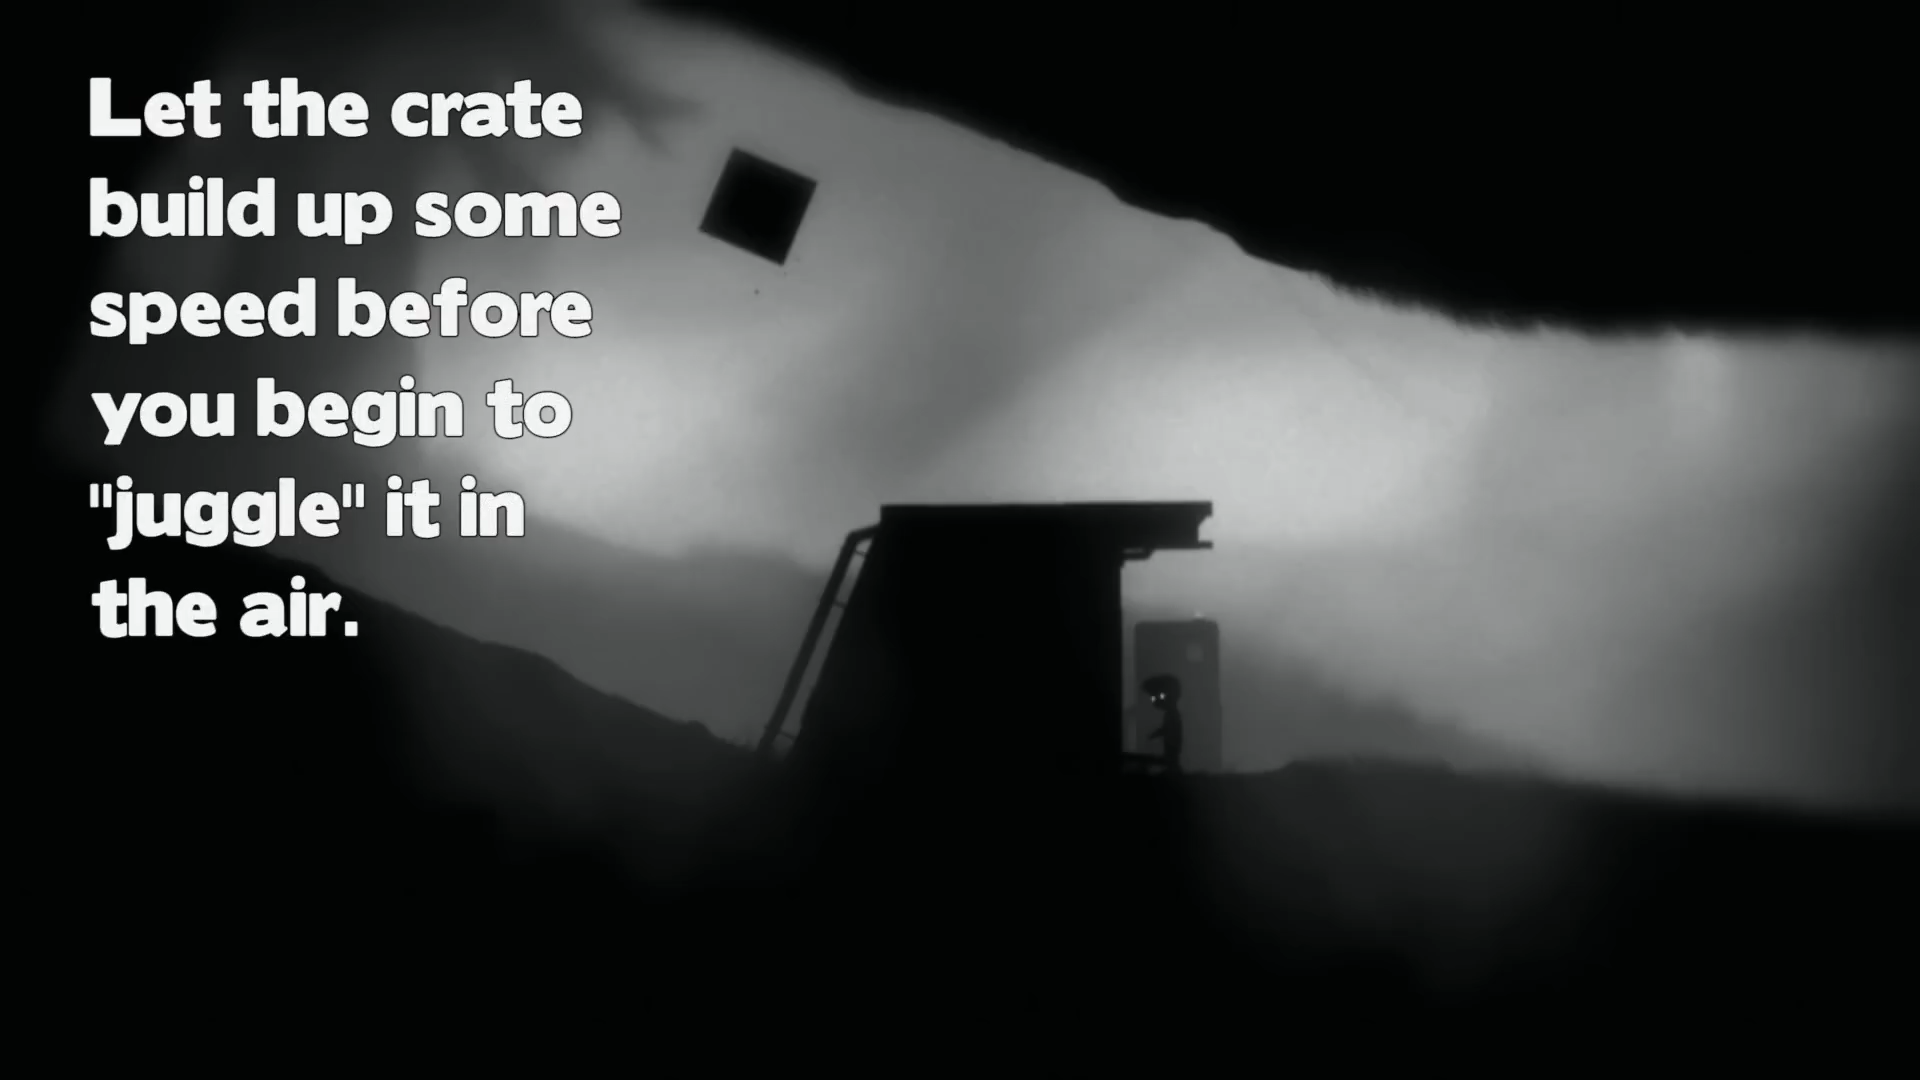 Let the crate
build up some
speed before
you begin to
"juggle" it in
the air.